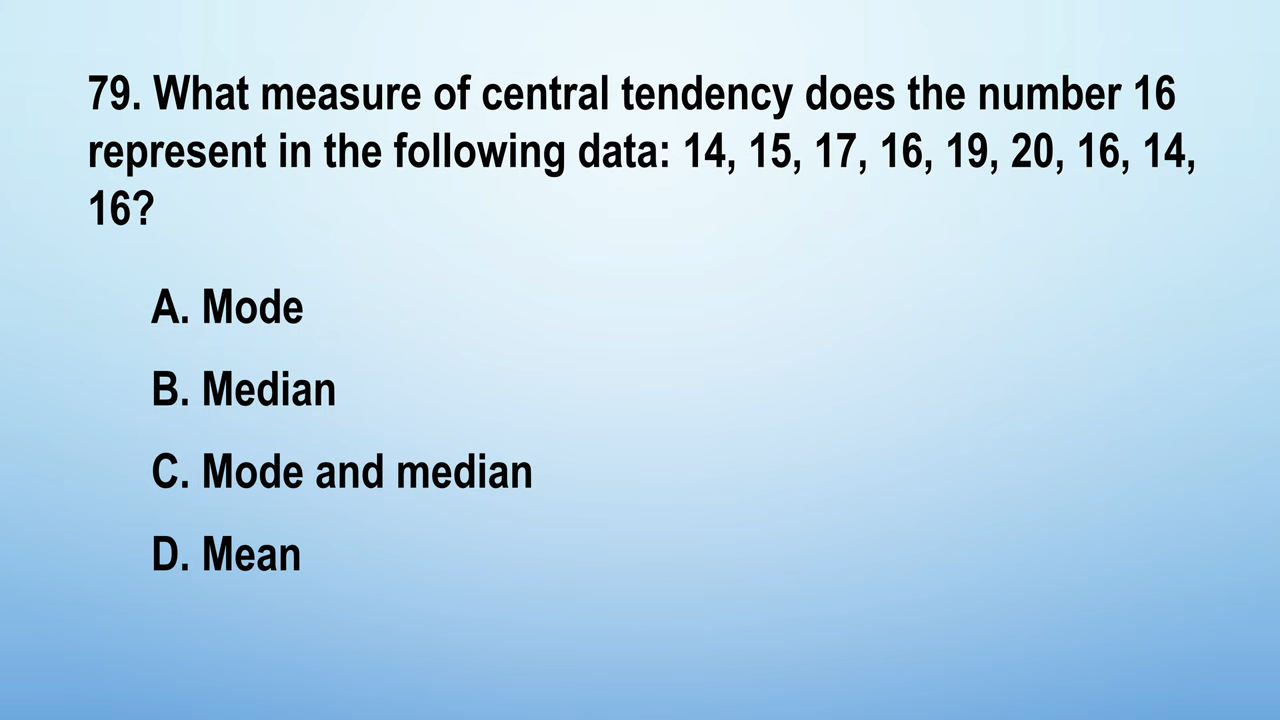 79. What measure of central tendency does the number 16
represent in the following data: 14, 15, 17, 16, 19, 20, 16, 14,
16?
A. Mode
B. Median
C. Mode and median
D. Mean